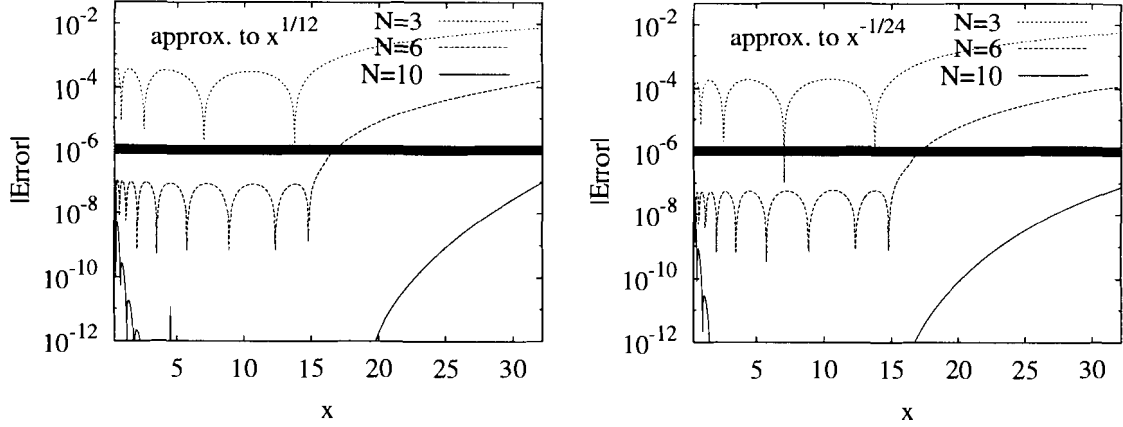 approx. to x^{1/12}
N=3
N=6
N=10
10^{-2}
10^{-4}
10^{-6}
10^{-8}
10^{-10}
10^{-12}
|Error|
5 10 15 20 25 30
x
approx. to x^{-1/24}
N=3
N=6
N=10
10^{-2}
10^{-4}
10^{-6}
10^{-8}
10^{-10}
10^{-12}
|Error|
5 10 15 20 25 30
x